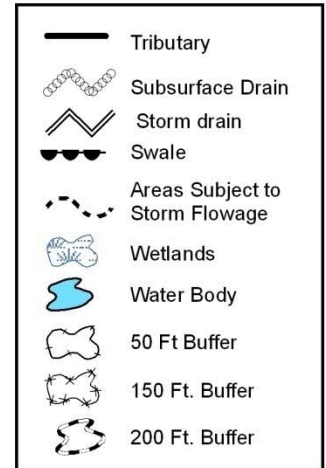 Tributary
Subsurface Drain
Storm drain
Swale
Areas Subject to
Storm Flowage
Wetlands
Water Body
50 Ft Buffer
150 Ft. Buffer
200 Ft. Buffer